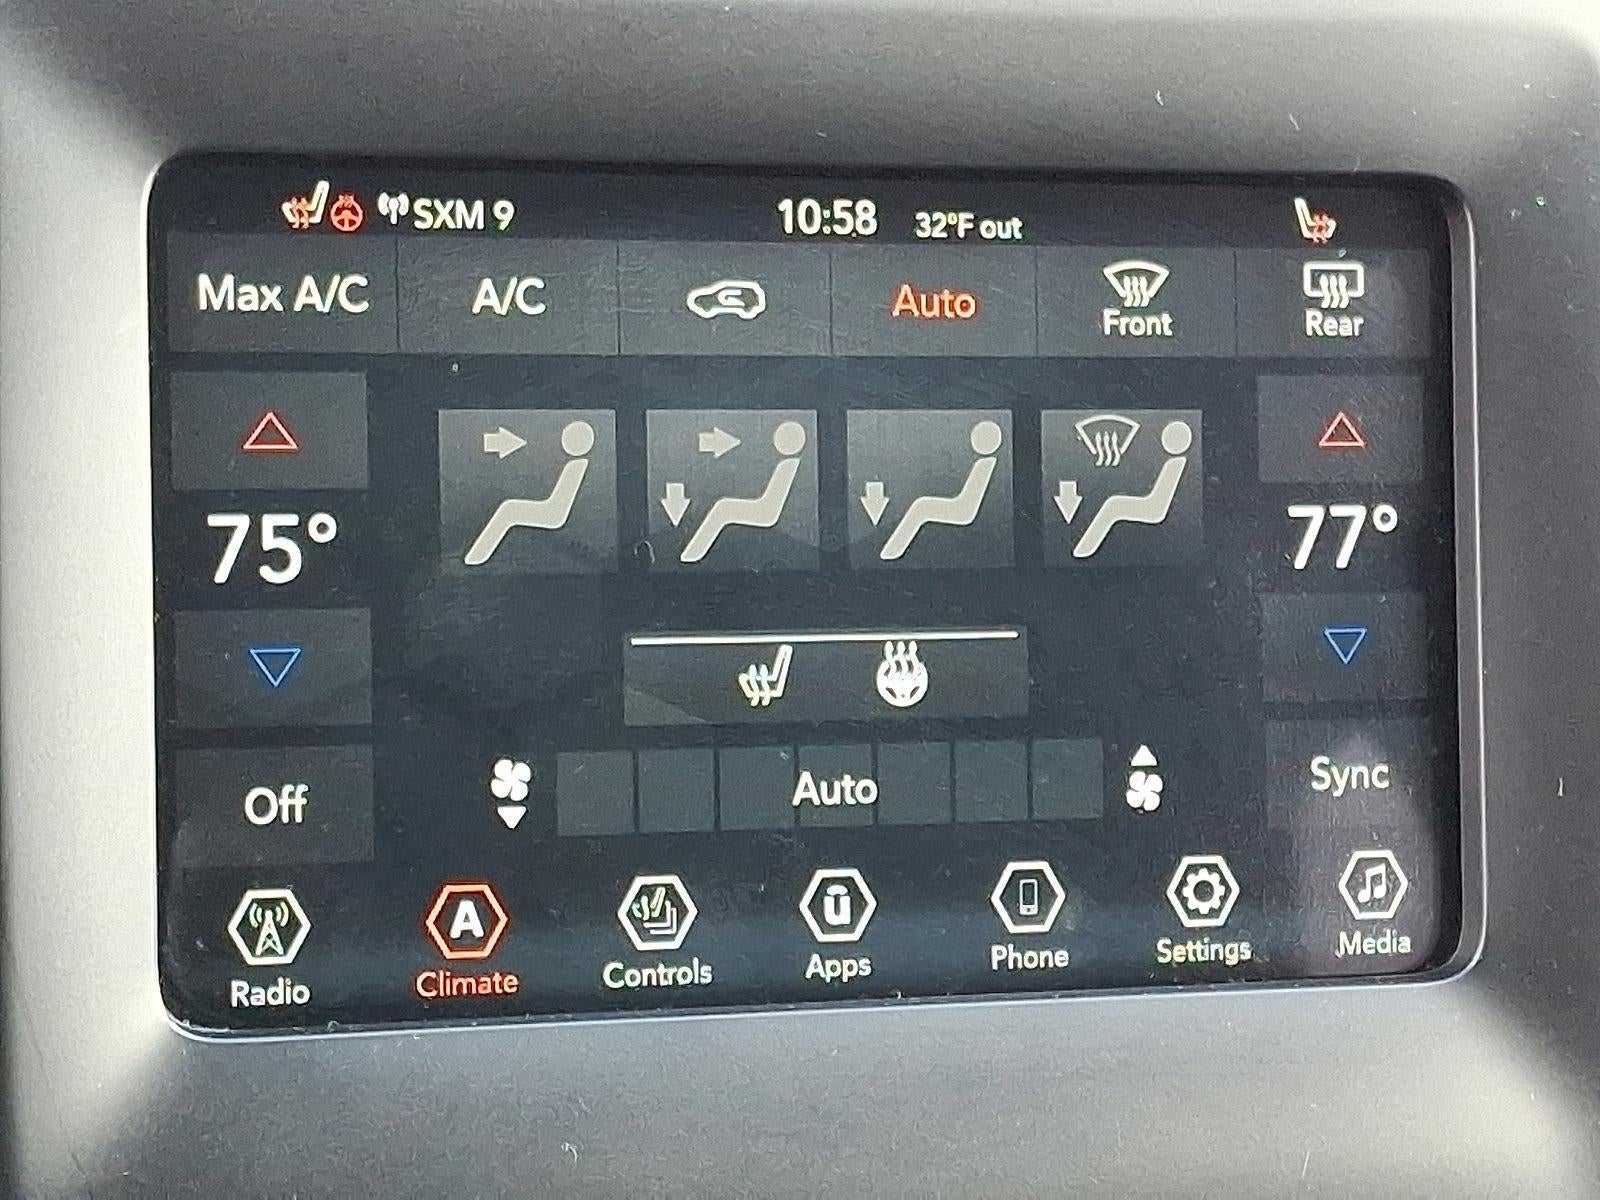 SXM 9 10:58 32°F out
Max A/C A/C Auto Front Rear
75° 77°
Auto
Off Sync
A ū
Radio Climate Controls Apps Phone Settings Media